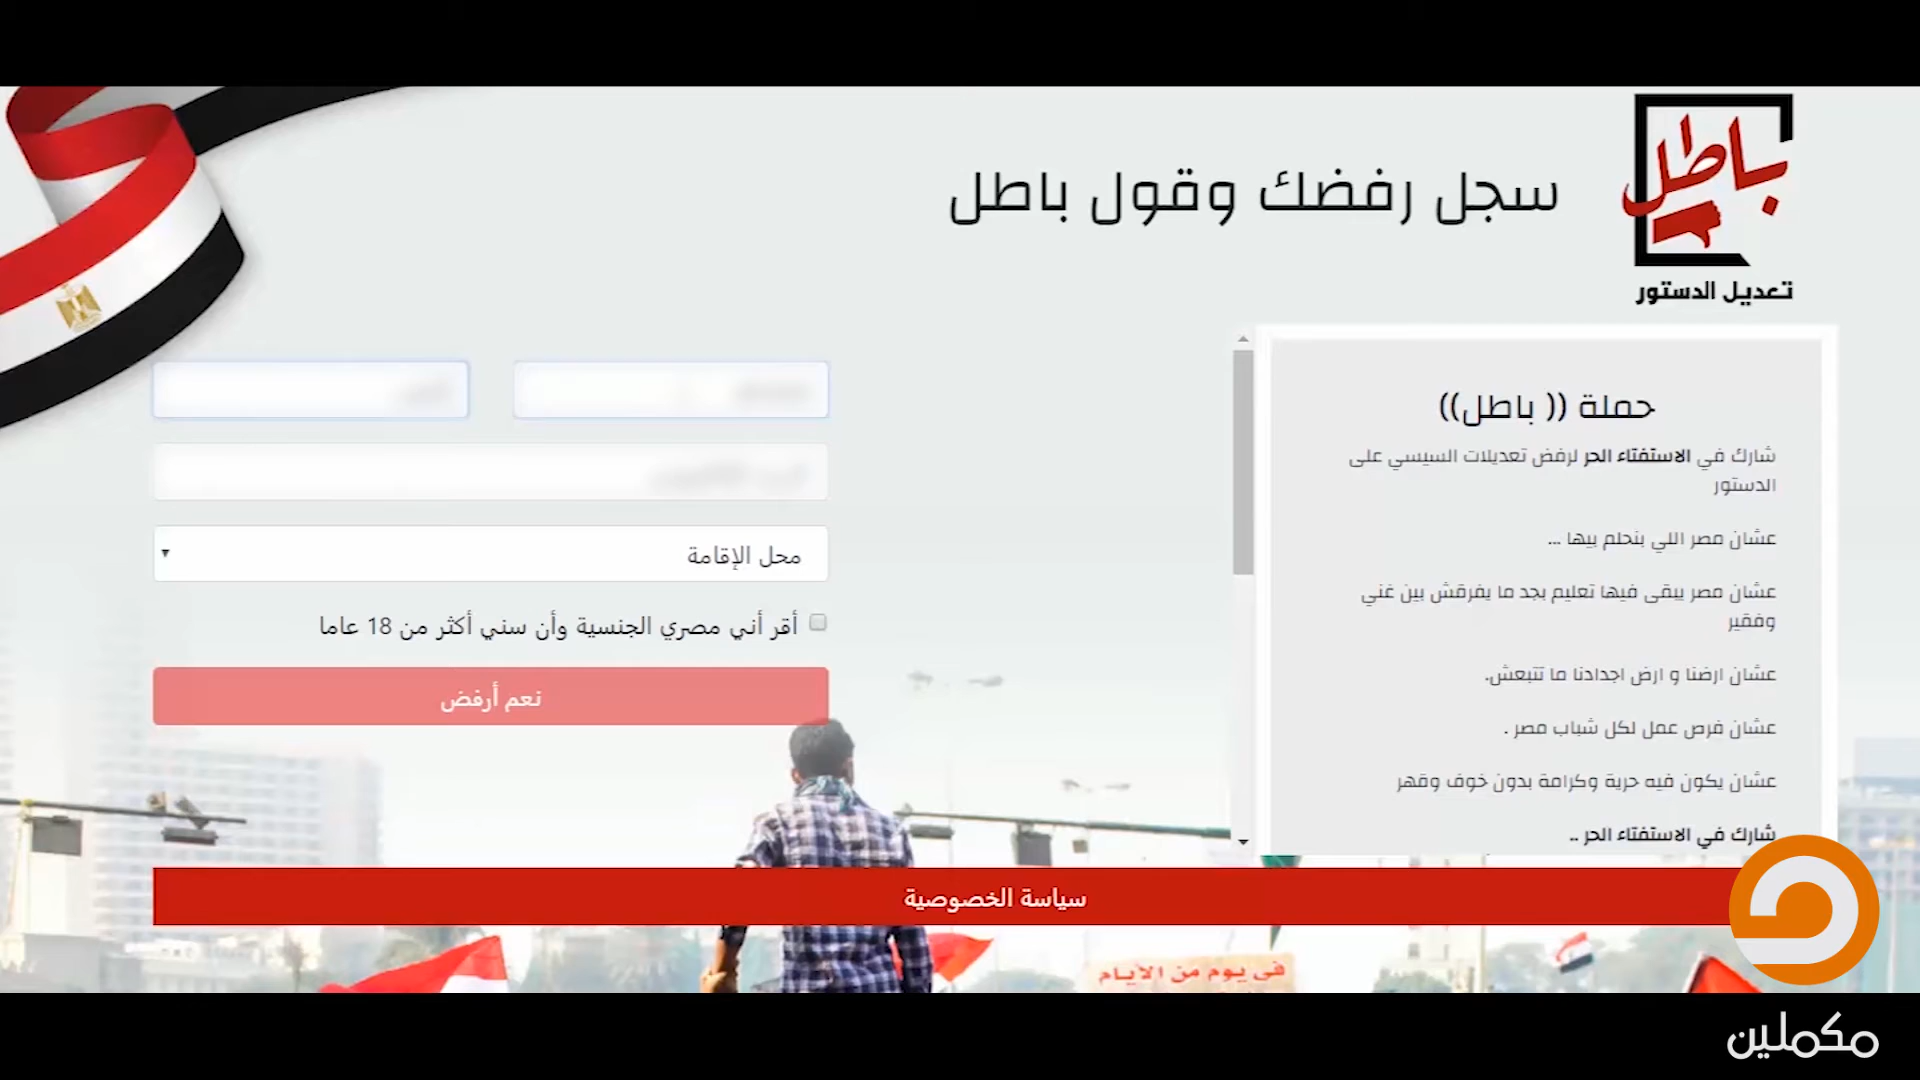 باطل
تعديل الدستور
سجل رفضك وقول باطل
حملة (( باطل))
شارك في الاستفتاء الحر لرفض تعديلات السيسي على
الدستور
عشان مصر اللي بنحلم بيها ...
عشان مصر يبقى فيها تعليم بجد ما يفرقش بين غني
وفقير
عشان ارضنا و ارض اجدادنا ما تتبعش.
عشان فرص عمل لكل شباب مصر .
عشان يكون فيه حرية وكرامة بدون خوف وقهر
شارك في الاستفتاء الحر ..
محل الإقامة
أقر أني مصري الجنسية وأن سني أكثر من 18 عاما
نعم أرفض
سياسة الخصوصية
فى يوم من الأيام
مكملين